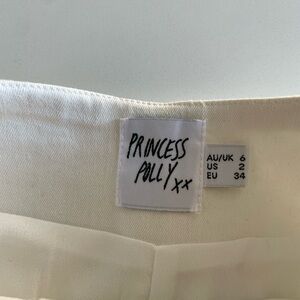 PRINCESS
POLLY xx
AU/UK 6
US 2
EU 34